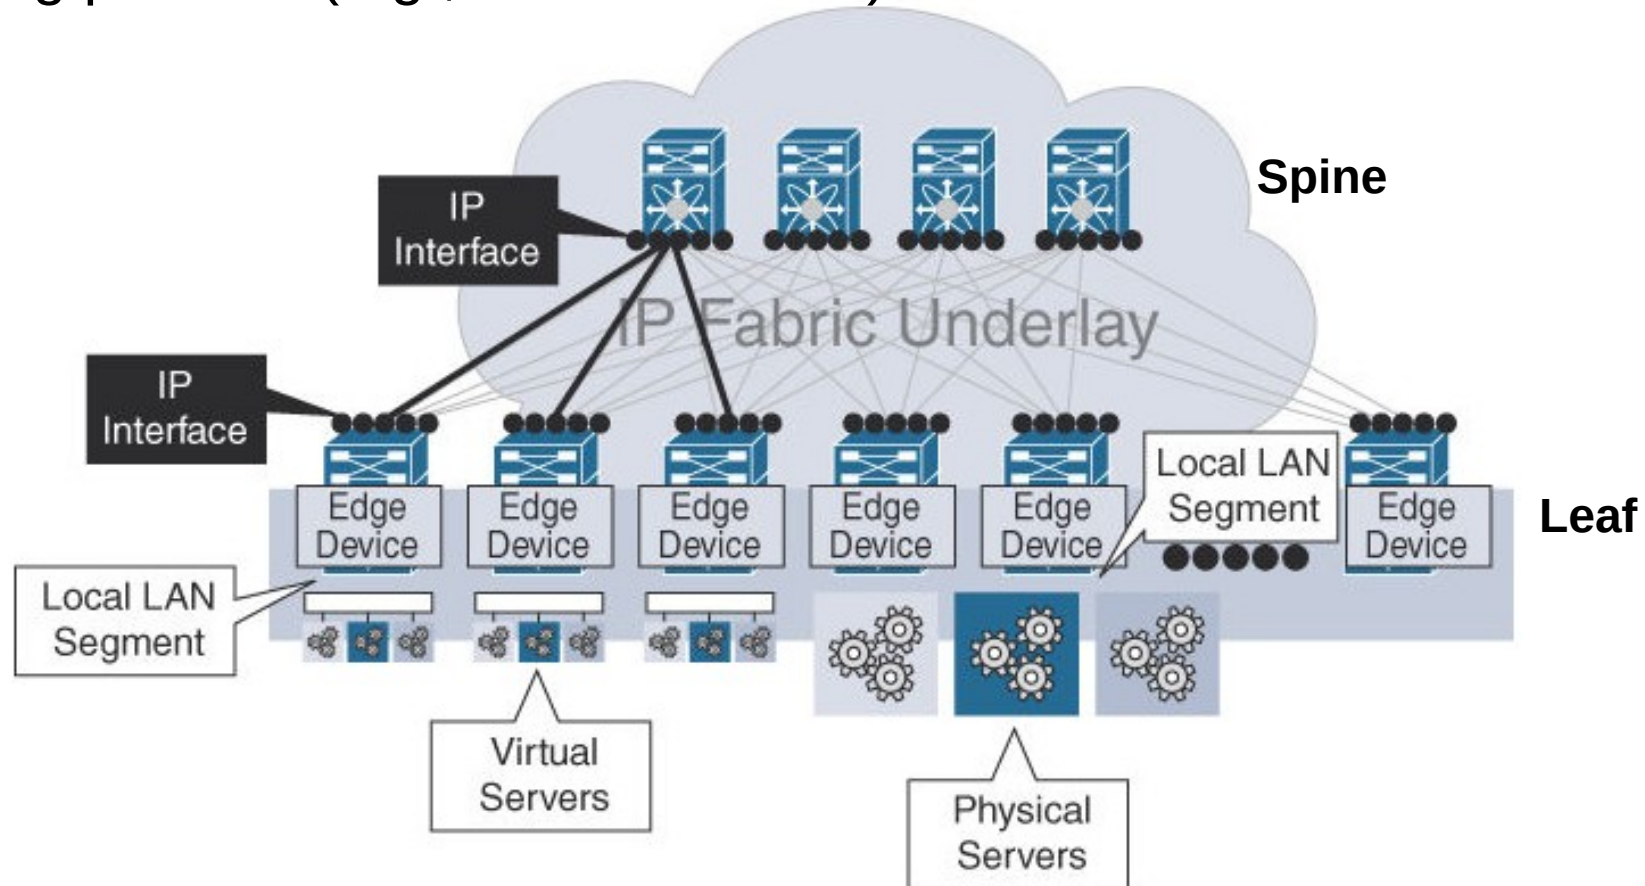 Spine
IP
Interface
IP Fabric Underlay
IP
Interface
Local LAN
Segment
Edge
Device
Edge
Device
Edge
Device
Edge
Device
Edge
Device
Edge
Device
Leaf
Local LAN
Segment
Virtual
Servers
Physical
Servers